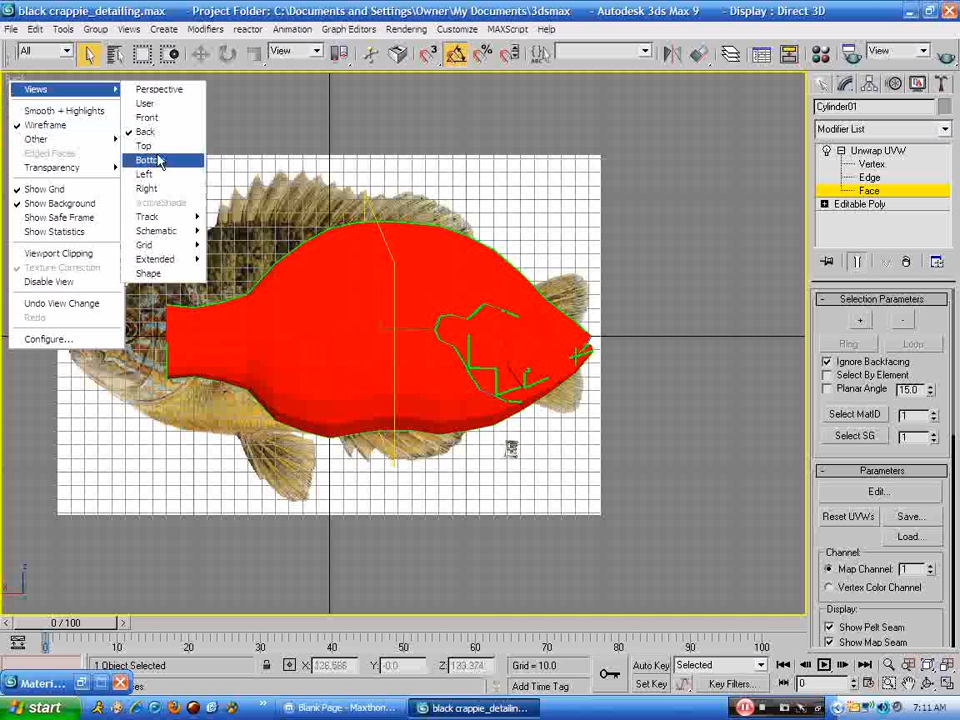 black crappie_detailing.max - Project Folder: C:\Documents and Settings\Owner\My Documents\3dsmax - Autodesk 3ds Max 9 - Display : Direct 3D
File Edit Tools Group Views Create Modifiers reactor Animation Graph Editors Rendering Customize MAXScript Help
All View View
Views
Smooth + Highlights
Wireframe
Other
Edged Faces
Transparency
Show Grid
Show Background
Show Safe Frame
Show Statistics
Viewport Clipping
Texture Correction
Disable View
Undo View Change
Redo
Configure...
Perspective
User
Front
Back
Top
Left
Right
ActiveShade
Track
Schematic
Grid
Extended
Shape
Cylinder01
Modifier List
Unwrap UVW
Vertex
Edge
Face
Editable Poly
Selection Parameters
+ -
Ring Loop
Ignore Backfacing
Select By Element
Planar Angle 15.0
Select MatID 1
Select SG 1
Parameters
Edit...
Reset UVWs Save...
Load...
Channel:
Map Channel: 1
Vertex Color Channel
Display:
Show Pelt Seam
Show Map Seam
0 / 100
0 10 20 30 40 50 60 70 80 90 100
1 Object Selected X: Y: -0.0 Z: Grid = 10.0 Auto Key Selected
Add Time Tag Set Key Key Filters... 0
Materi...
start Blank Page - Maxthon... black crappie_detailin... 7:11 AM